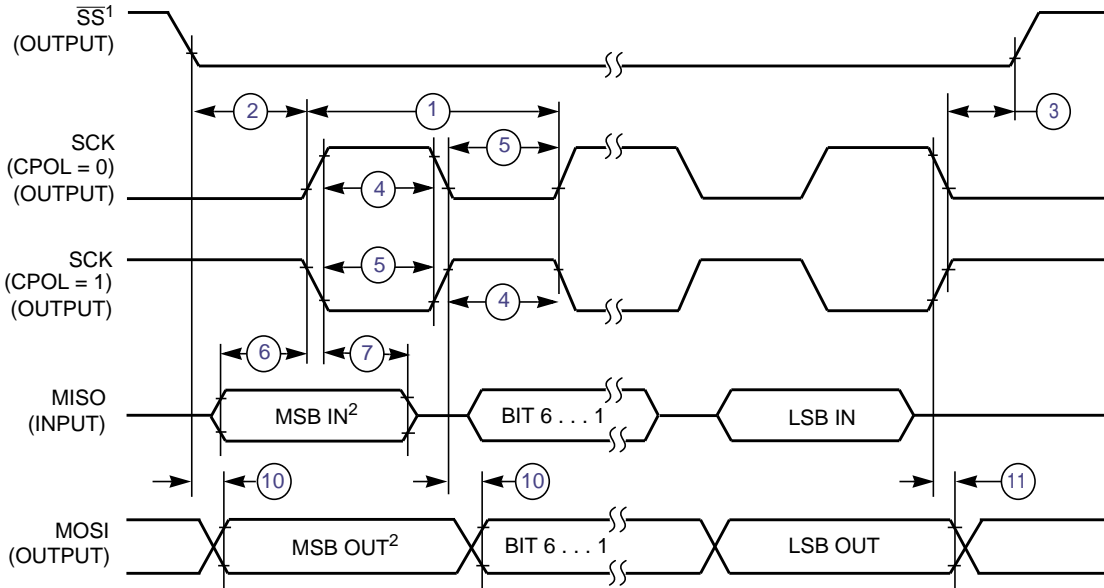 SS1
(OUTPUT)
2
1
3
SCK
(CPOL = 0)
(OUTPUT)
5
4
SCK
(CPOL = 1)
(OUTPUT)
5
4
6
7
MISO
(INPUT)
MSB IN2
BIT 6 . . . 1
LSB IN
10
10
11
MOSI
(OUTPUT)
MSB OUT2
BIT 6 . . . 1
LSB OUT